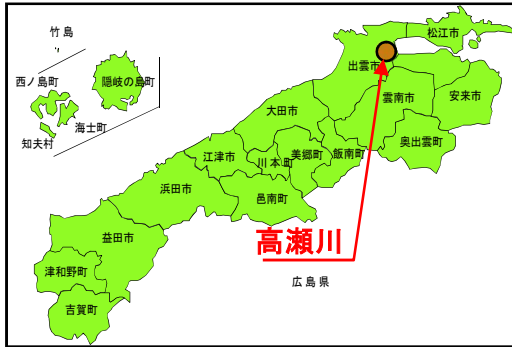 竹島
松江市
西ノ島町
隠岐の島町
出雲市
安来市
雲南市
大田市
海士町
知夫村
奥出雲町
美郷町
飯南町
江津市
川本町
浜田市
邑南町
益田市
高瀬川
津和野町
広島県
吉賀町